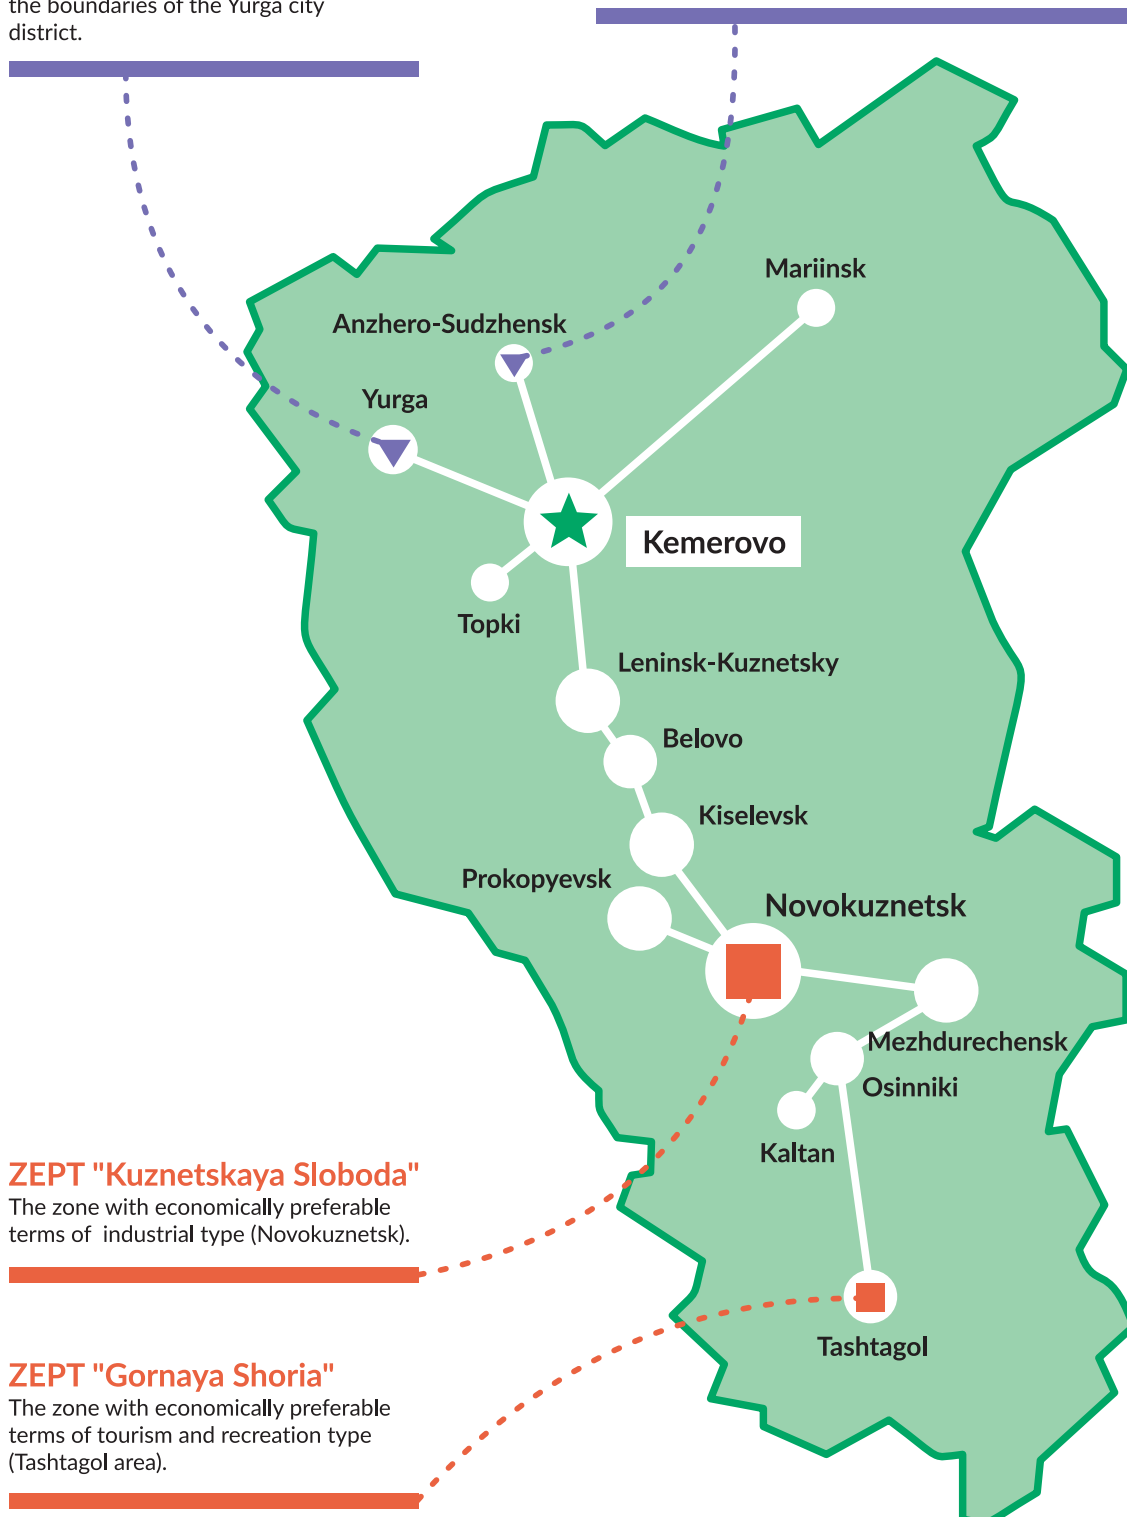 the boundaries of the Yurga city
district.
Mariinsk
Anzhero-Sudzhensk
Yurga
Kemerovo
Topki
Leninsk-Kuznetsky
Belovo
Kiselevsk
Prokopyevsk
Novokuznetsk
Mezhdurechensk
Osinniki
Kaltan
ZEPT "Kuznetskaya Sloboda"
The zone with economically preferable
terms of industrial type (Novokuznetsk).
Tashtagol
ZEPT "Gornaya Shoria"
The zone with economically preferable
terms of tourism and recreation type
(Tashtagol area).